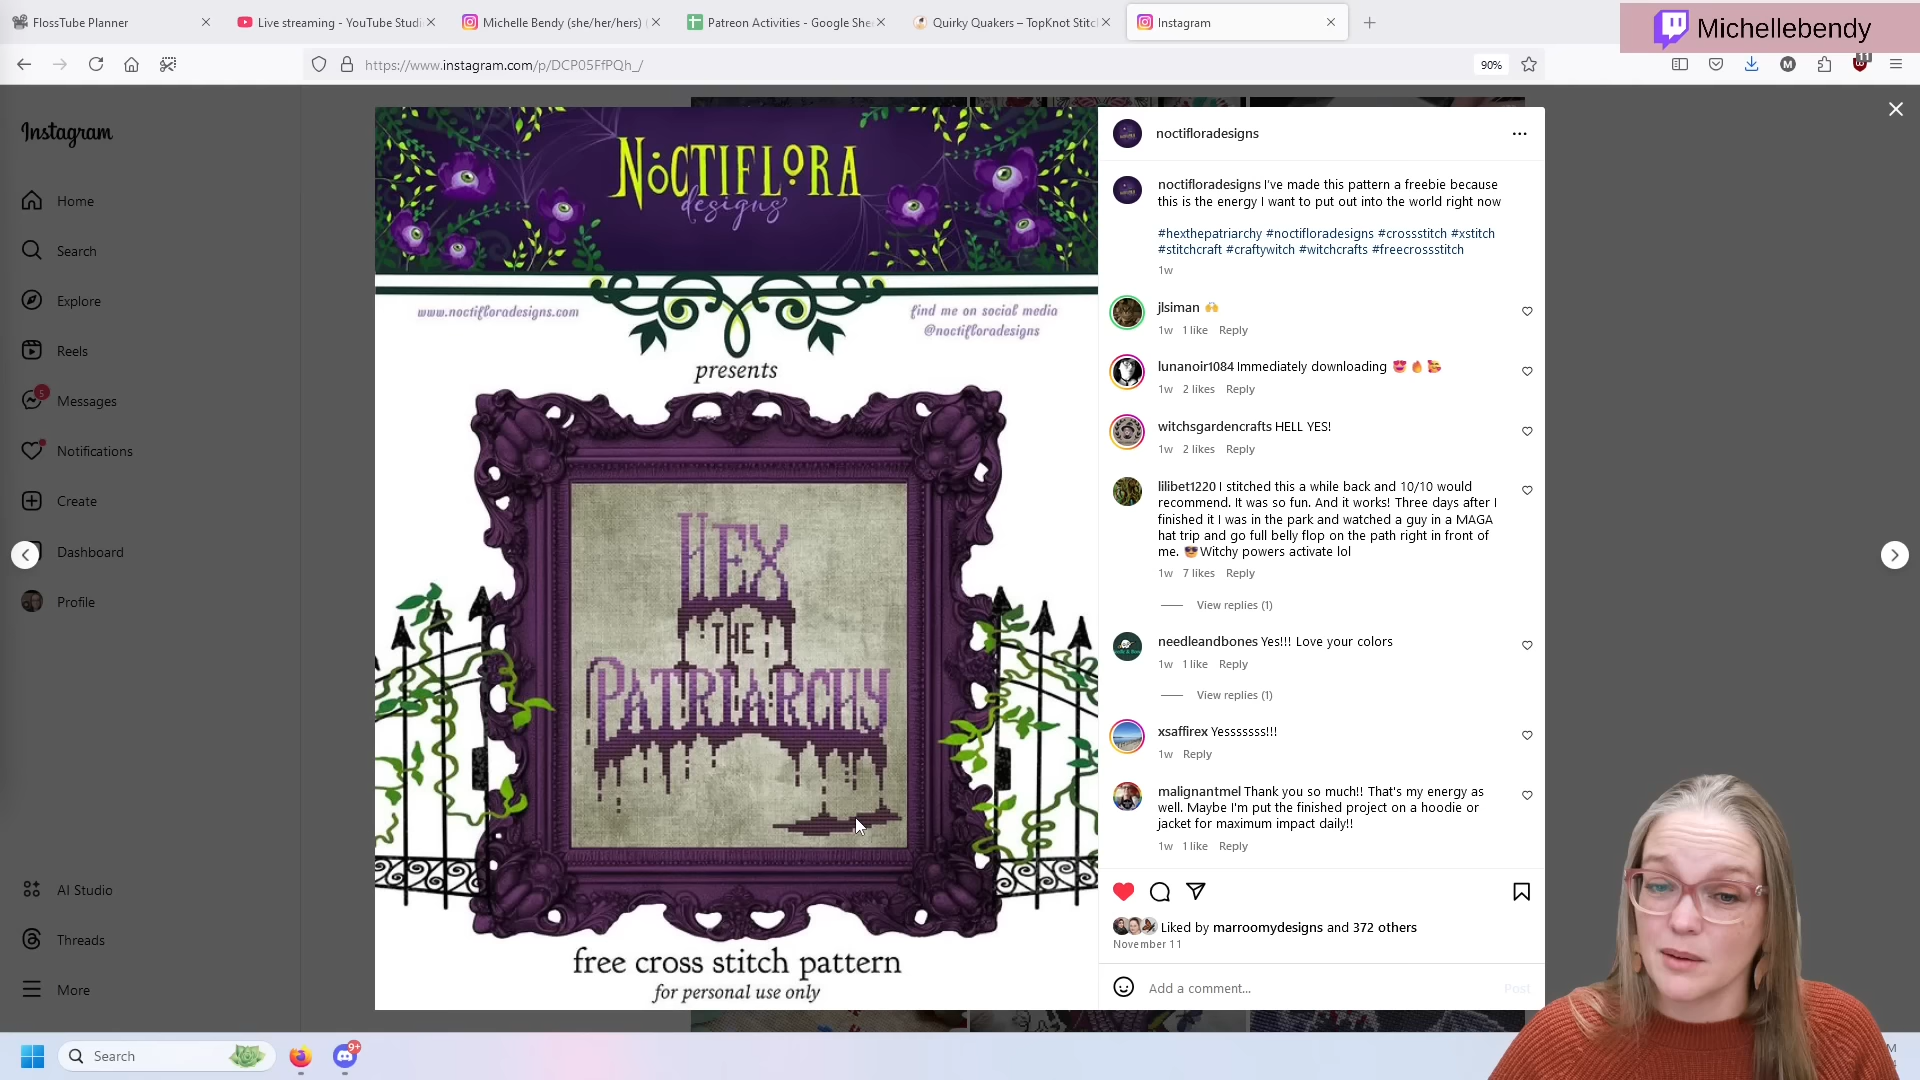 FlossTube Planner
Live streaming - YouTube Studi
Michelle Bendy (she/her/hers) (
Patreon Activities - Google She
Quirky Quakers – TopKnot Stitc
Instagram
Michellebendy
https://www.instagram.com/p/DCP05FfPQh_/
90%
M
11
Instagram
Home
Search
Explore
Reels
5
Messages
Notifications
Create
Dashboard
Profile
AI Studio
Threads
More
NOCTIFLORA
designs
www.noctifloradesigns.com
find me on social media
@noctifloradesigns
presents
HEX
THE
PATRIARCHY
free cross stitch pattern
for personal use only
noctifloradesigns
noctifloradesigns I've made this pattern a freebie because
this is the energy I want to put out into the world right now
#hexthepatriarchy #noctifloradesigns #crossstitch #xstitch
#stitchcraft #craftywitch #witchcrafts #freecrossstitch
1w
jlsiman 🙌
1w 1 like Reply
lunanoir1084 Immediately downloading 😍🔥🥰
1w 2 likes Reply
witchsgardencrafts HELL YES!
1w 2 likes Reply
lilibet1220 I stitched this a while back and 10/10 would
recommend. It was so fun. And it works! Three days after I
finished it I was in the park and watched a guy in a MAGA
hat trip and go full belly flop on the path right in front of
me. 😎Witchy powers activate lol
1w 7 likes Reply
View replies (1)
needleandbones Yes!!! Love your colors
1w 1 like Reply
View replies (1)
xsaffirex Yesssssss!!!
1w Reply
malignantmel Thank you so much!! That's my energy as
well. Maybe I'm put the finished project on a hoodie or
jacket for maximum impact daily!!
1w 1 like Reply
Liked by marroomydesigns and 372 others
November 11
Add a comment...
Post
Search
9+
M
4